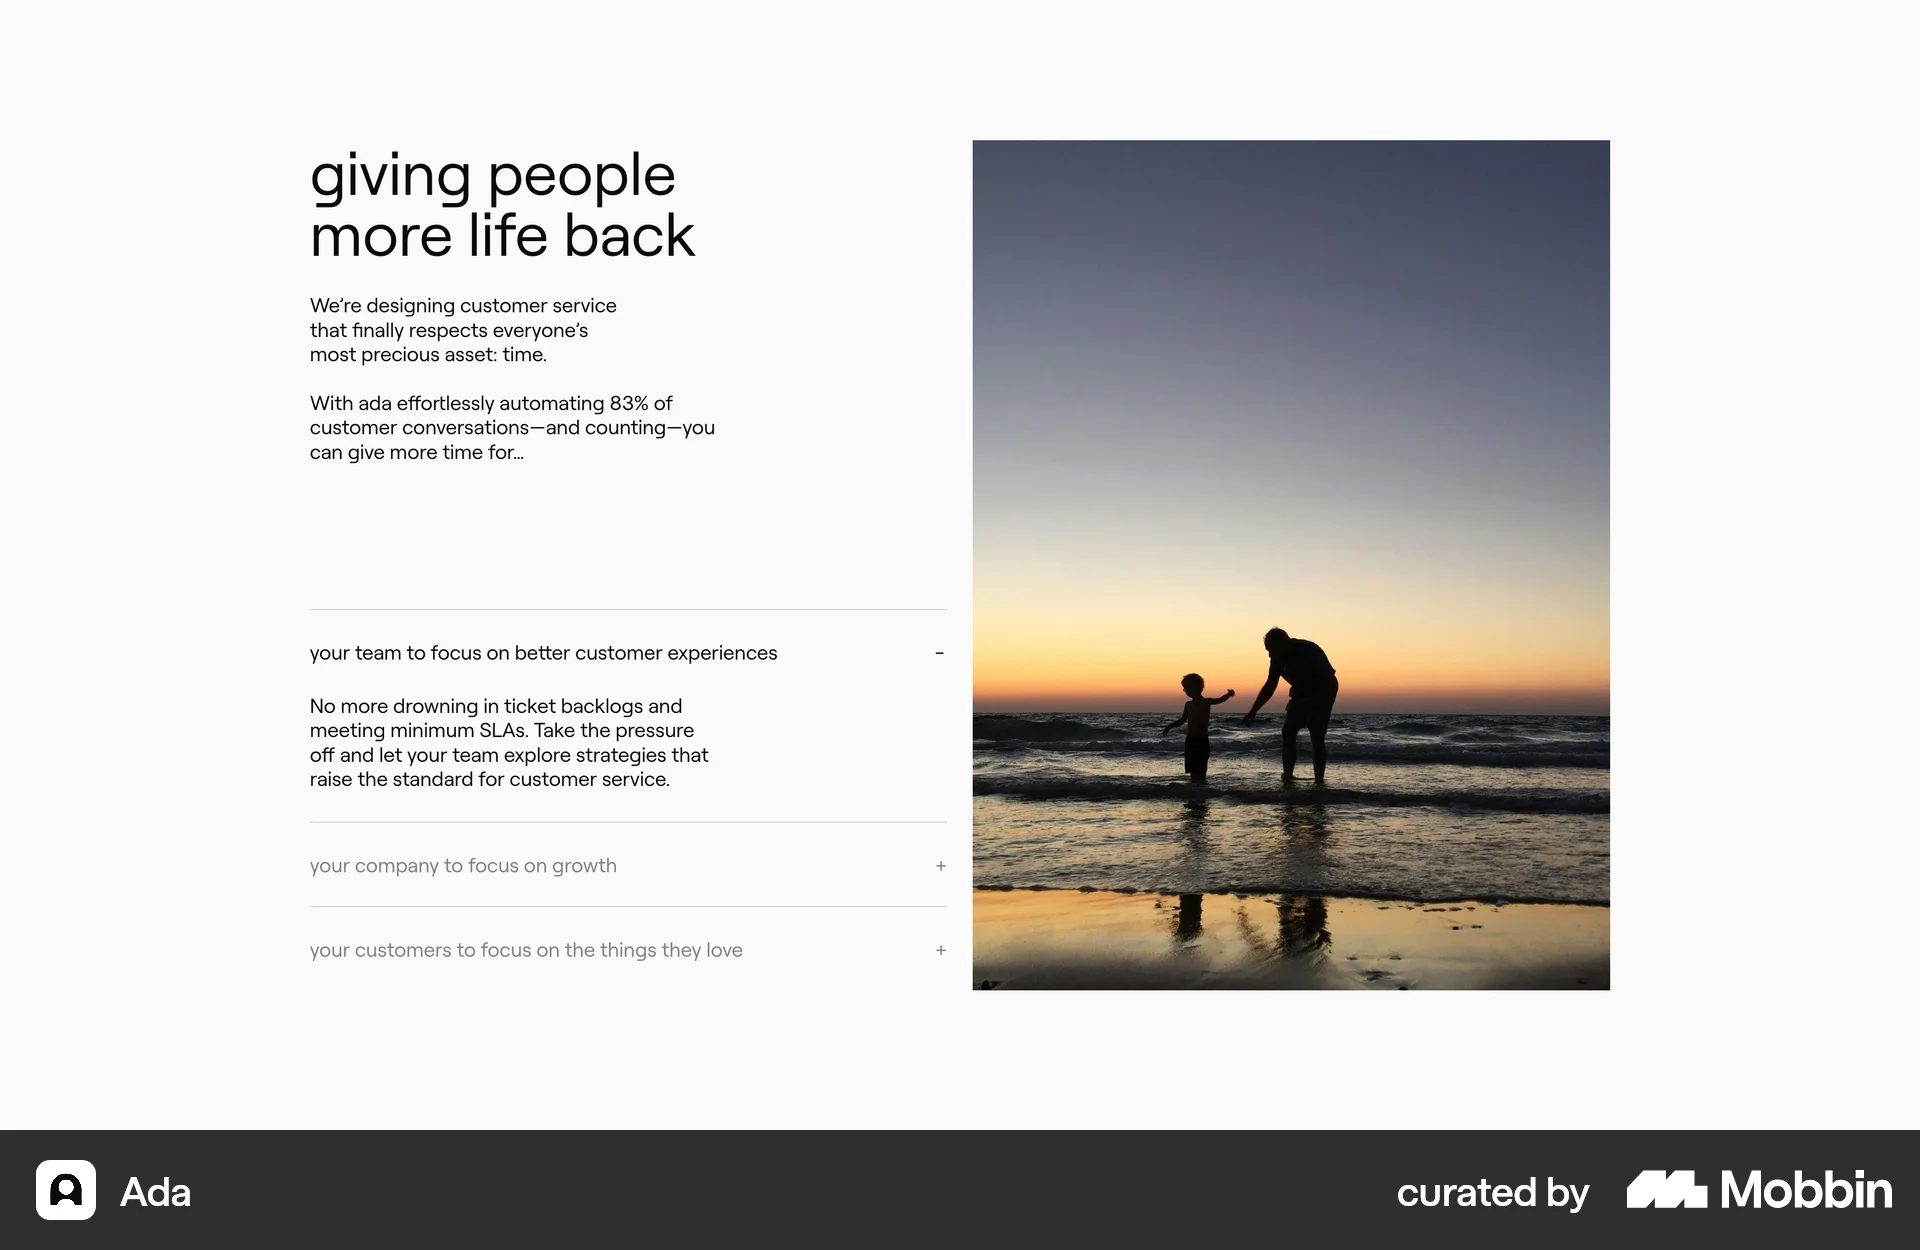 giving people
more life back
We’re designing customer service
that finally respects everyone’s
most precious asset: time.
With ada effortlessly automating 83% of
customer conversations—and counting—you
can give more time for...
your team to focus on better customer experiences -
No more drowning in ticket backlogs and
meeting minimum SLAs. Take the pressure
off and let your team explore strategies that
raise the standard for customer service.
your company to focus on growth +
your customers to focus on the things they love +
Ada
curated by Mobbin